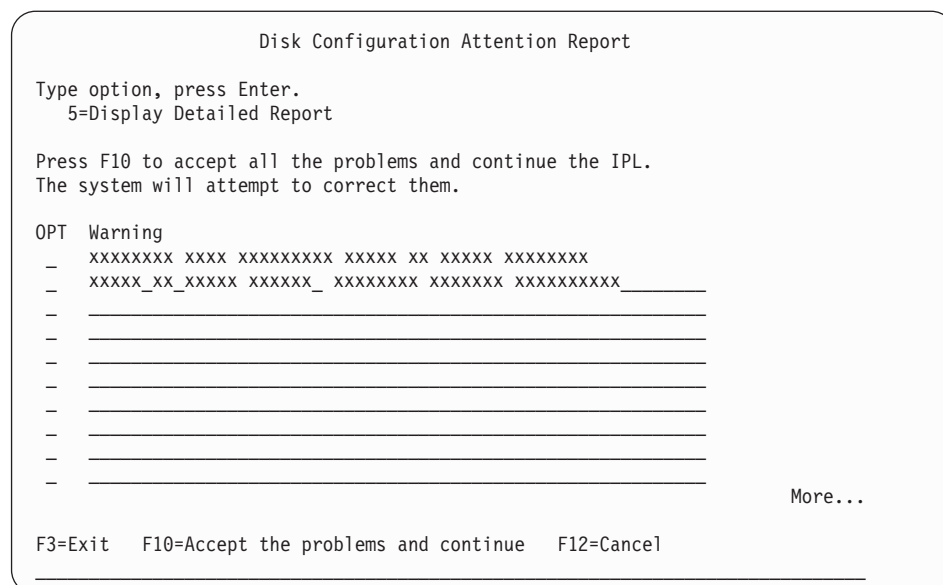 Disk Configuration Attention Report
Type option, press Enter.
5=Display Detailed Report
Press F10 to accept all the problems and continue the IPL.
The system will attempt to correct them.
OPT Warning
_ xxxxxxxx xxxx xxxxxxxxx xxxxx xx xxxxx xxxxxxxx
_ xxxxx_xx_xxxxx xxxxxx_ xxxxxxxx xxxxxxx xxxxxxxxxx________
More...
F3=Exit F10=Accept the problems and continue F12=Cancel